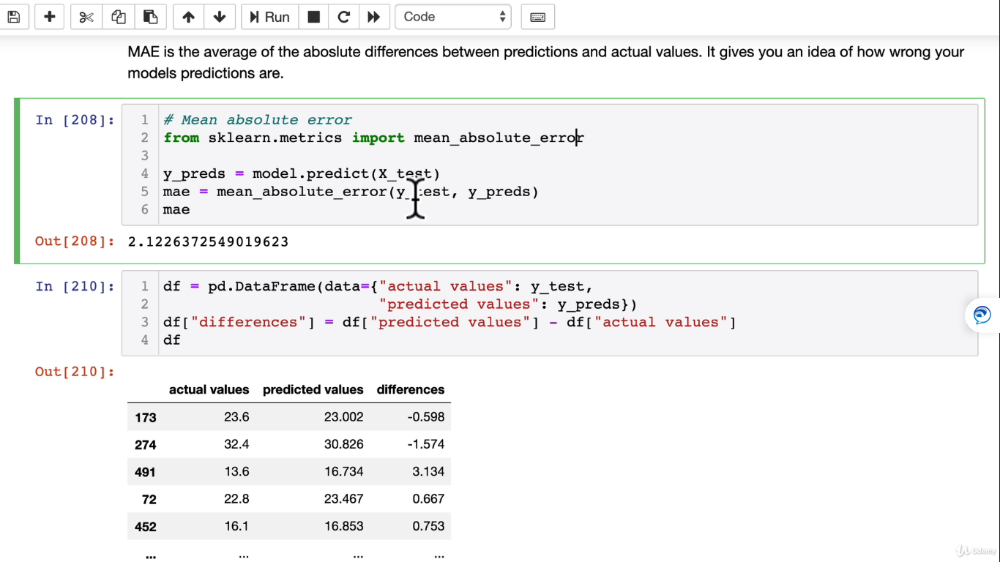 Run
Code
MAE is the average of the aboslute differences between predictions and actual values. It gives you an idea of how wrong your
models predictions are.
In [208]:
1 # Mean absolute error
2 from sklearn.metrics import mean_absolute_error
3
4 y_preds = model.predict(X_test)
5 mae = mean_absolute_error(y_test, y_preds)
6 mae
Out[208]: 2.1226372549019623
In [210]:
1 df = pd.DataFrame(data={"actual values": y_test,
2 "predicted values": y_preds})
3 df["differences"] = df["predicted values"] - df["actual values"]
4 df
Out[210]:
actual values predicted values differences
173 23.6 23.002 -0.598
274 32.4 30.826 -1.574
491 13.6 16.734 3.134
72 22.8 23.467 0.667
452 16.1 16.853 0.753
... ... ... ...
Udemy